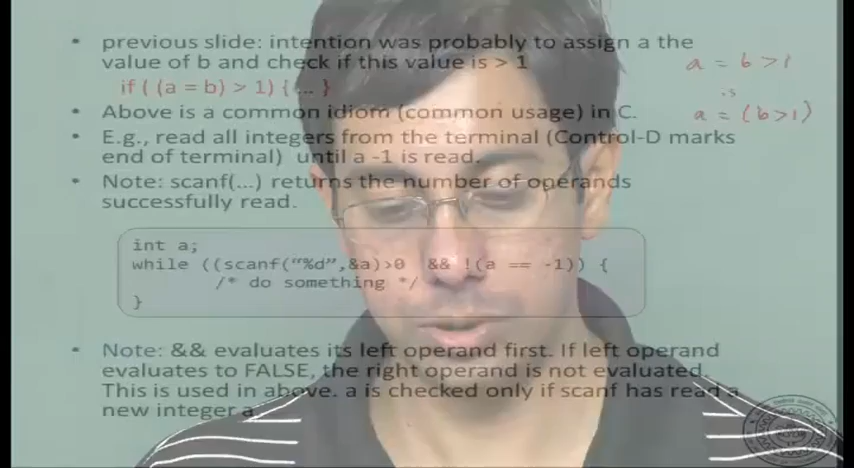 • previous slide: intention was probably to assign a the
value of b and check if this value is > 1
if ( (a = b) > 1) {... }
• Above is a common idiom (common usage) in C.
• E.g., read all integers from the terminal (Control-D marks
end of terminal) until a -1 is read.
• Note: scanf(...) returns the number of operands
successfully read.
a = b > 1
is
a = (b > 1)
int a;
while ((scanf(“%d”,&a)>0 && !(a == -1)) {
/* do something */
}
• Note: && evaluates its left operand first. If left operand
evaluates to FALSE, the right operand is not evaluated.
This is used in above. a is checked only if scanf has read a
new integer a